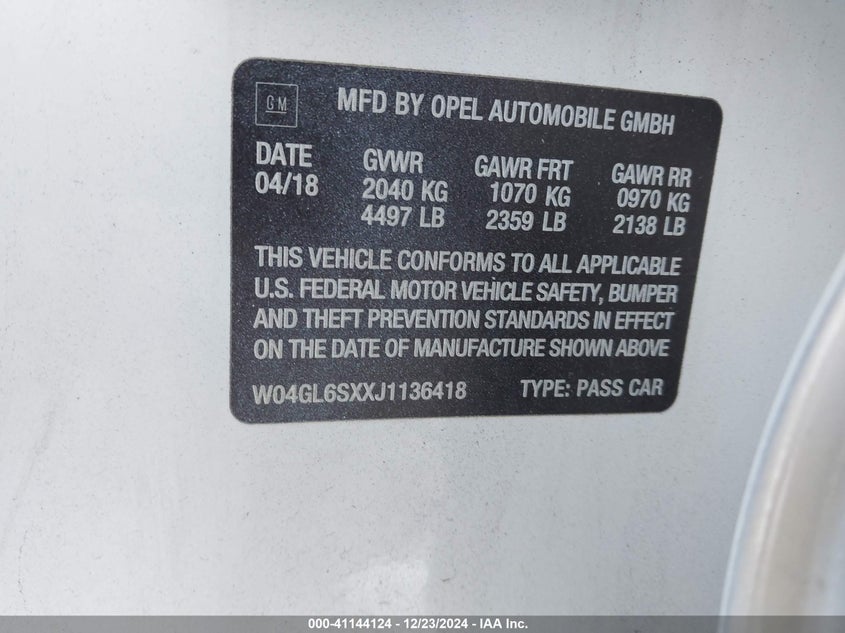 GM
MFD BY OPEL AUTOMOBILE GMBH
DATE GVWR GAWR FRT GAWR RR
04/18 2040 KG 1070 KG 0970 KG
4497 LB 2359 LB 2138 LB
THIS VEHICLE CONFORMS TO ALL APPLICABLE
U.S. FEDERAL MOTOR VEHICLE SAFETY, BUMPER
AND THEFT PREVENTION STANDARDS IN EFFECT
ON THE DATE OF MANUFACTURE SHOWN ABOVE
W04GL6SXXJ1136418 TYPE: PASS CAR
000-41144124 - 12/23/2024 - IAA Inc.